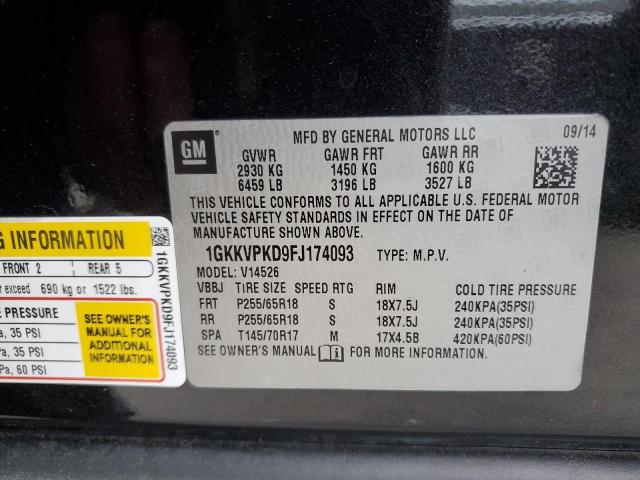 GM
MFD BY GENERAL MOTORS LLC 09/14
GVWR GAWR FRT GAWR RR
2930 KG 1450 KG 1600 KG
6459 LB 3196 LB 3527 LB
THIS VEHICLE CONFORMS TO ALL APPLICABLE U.S. FEDERAL MOTOR
VEHICLE SAFETY STANDARDS IN EFFECT ON THE DATE OF
MANUFACTURE SHOWN ABOVE.
1GKKVPKD9FJ174093 TYPE: M.P.V.
MODEL: V14526
VBBJ TIRE SIZE SPEED RTG RIM COLD TIRE PRESSURE
FRT P255/65R18 S 18X7.5J 240KPA(35PSI)
RR P255/65R18 S 18X7.5J 240KPA(35PSI)
SPA T145/70R17 M 17X4.5B 420KPA(60PSI)
SEE OWNER'S MANUAL FOR MORE INFORMATION.
INFORMATION
FRONT 2 REAR 5
exceed 690 kg or 1522 lbs.
PRESSURE
35 PSI
35 PSI
60 PSI
SEE OWNER'S
MANUAL FOR
ADDITIONAL
INFORMATION
1GKKVPKD9FJ174093